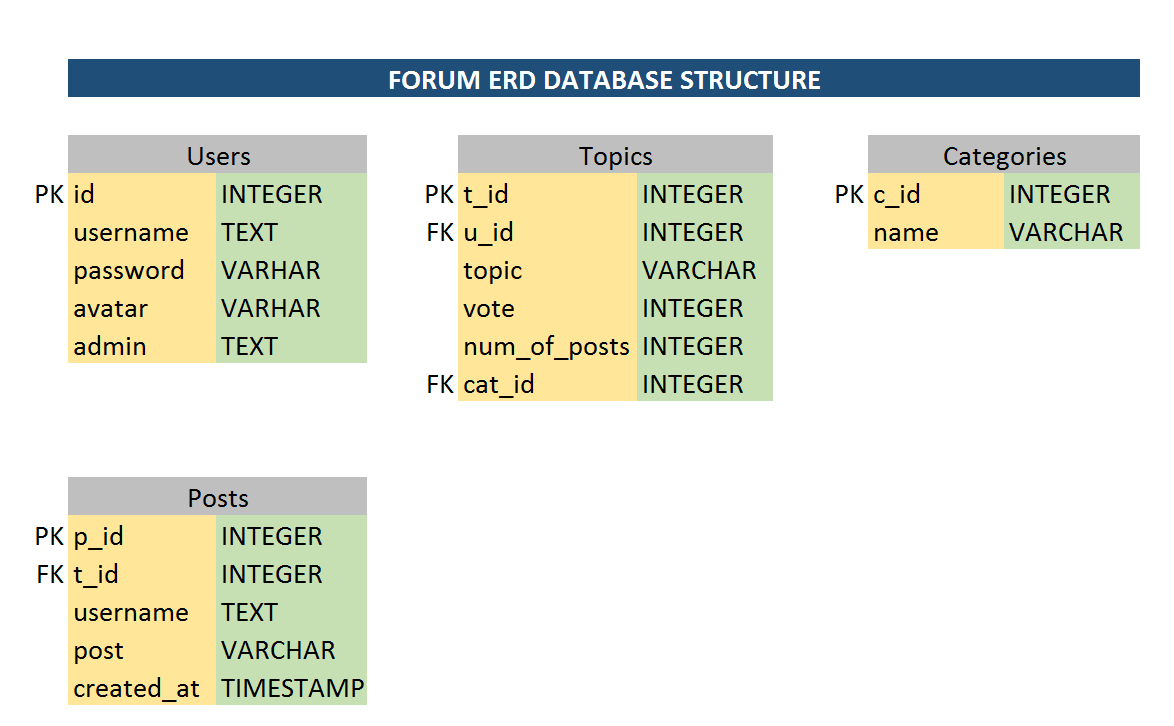 FORUM ERD DATABASE STRUCTURE
Users
PK id INTEGER
username TEXT
password VARHAR
avatar VARHAR
admin TEXT
Topics
PK t_id INTEGER
FK u_id INTEGER
topic VARCHAR
vote INTEGER
num_of_posts INTEGER
FK cat_id INTEGER
Categories
PK c_id INTEGER
name VARCHAR
Posts
PK p_id INTEGER
FK t_id INTEGER
username TEXT
post VARCHAR
created_at TIMESTAMP